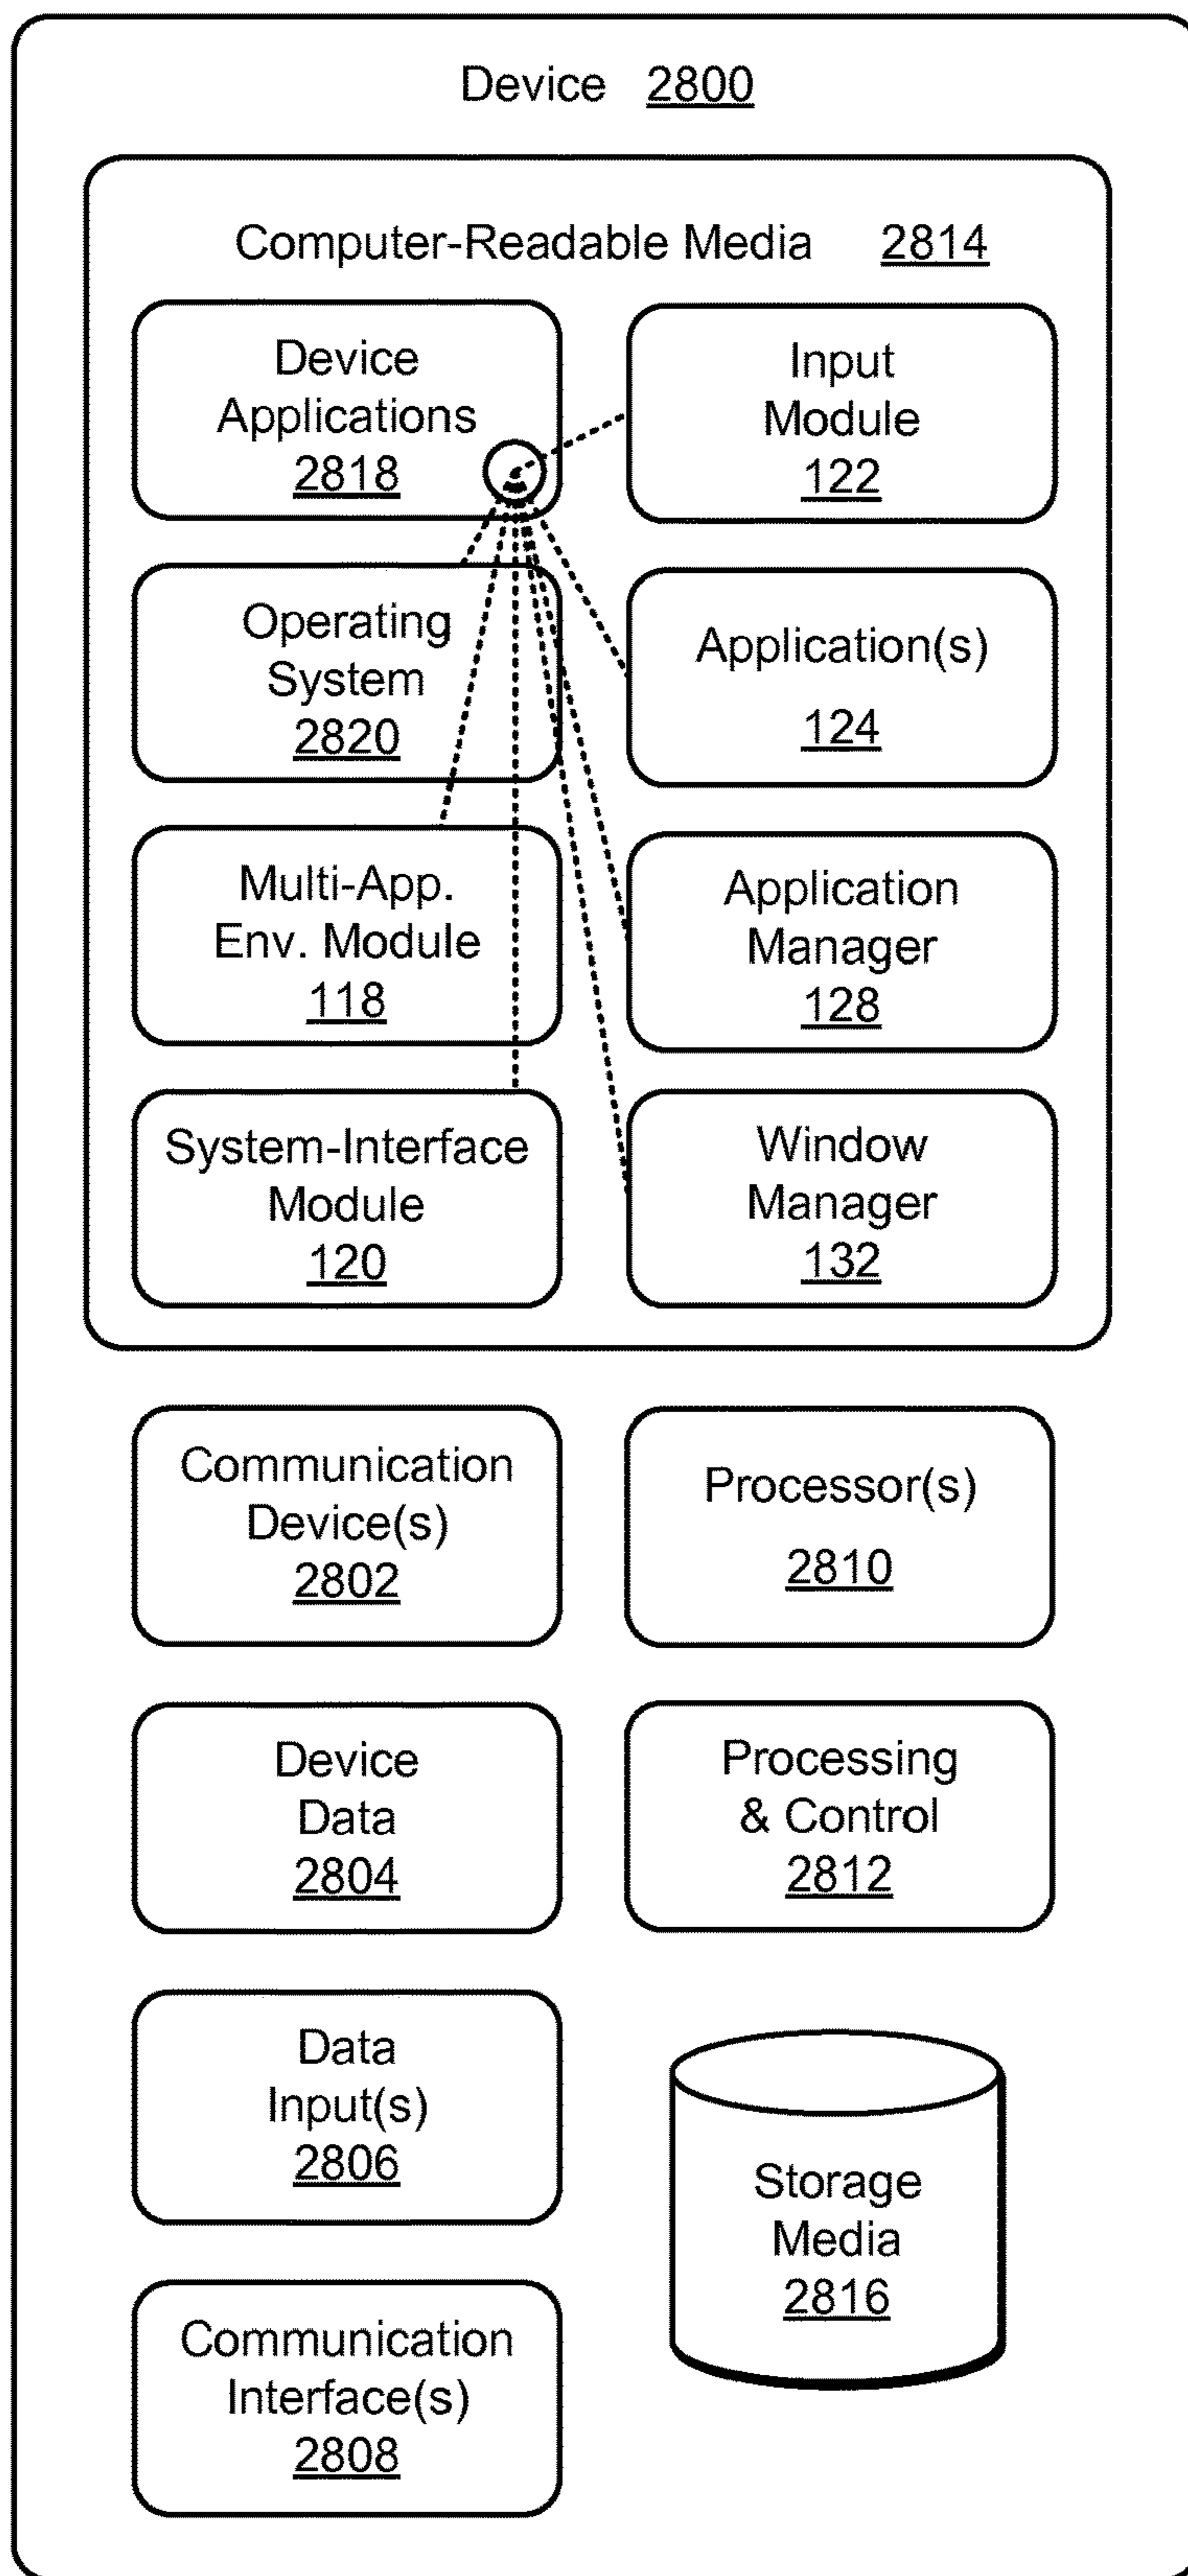 Device 2800
Computer-Readable Media 2814
Device
Applications
2818
Input
Module
122
Operating
System
2820
Application(s)
124
Multi-App.
Env. Module
118
Application
Manager
128
System-Interface
Module
120
Window
Manager
132
Communication
Device(s)
2802
Processor(s)
2810
Device
Data
2804
Processing
& Control
2812
Data
Input(s)
2806
Storage
Media
2816
Communication
Interface(s)
2808